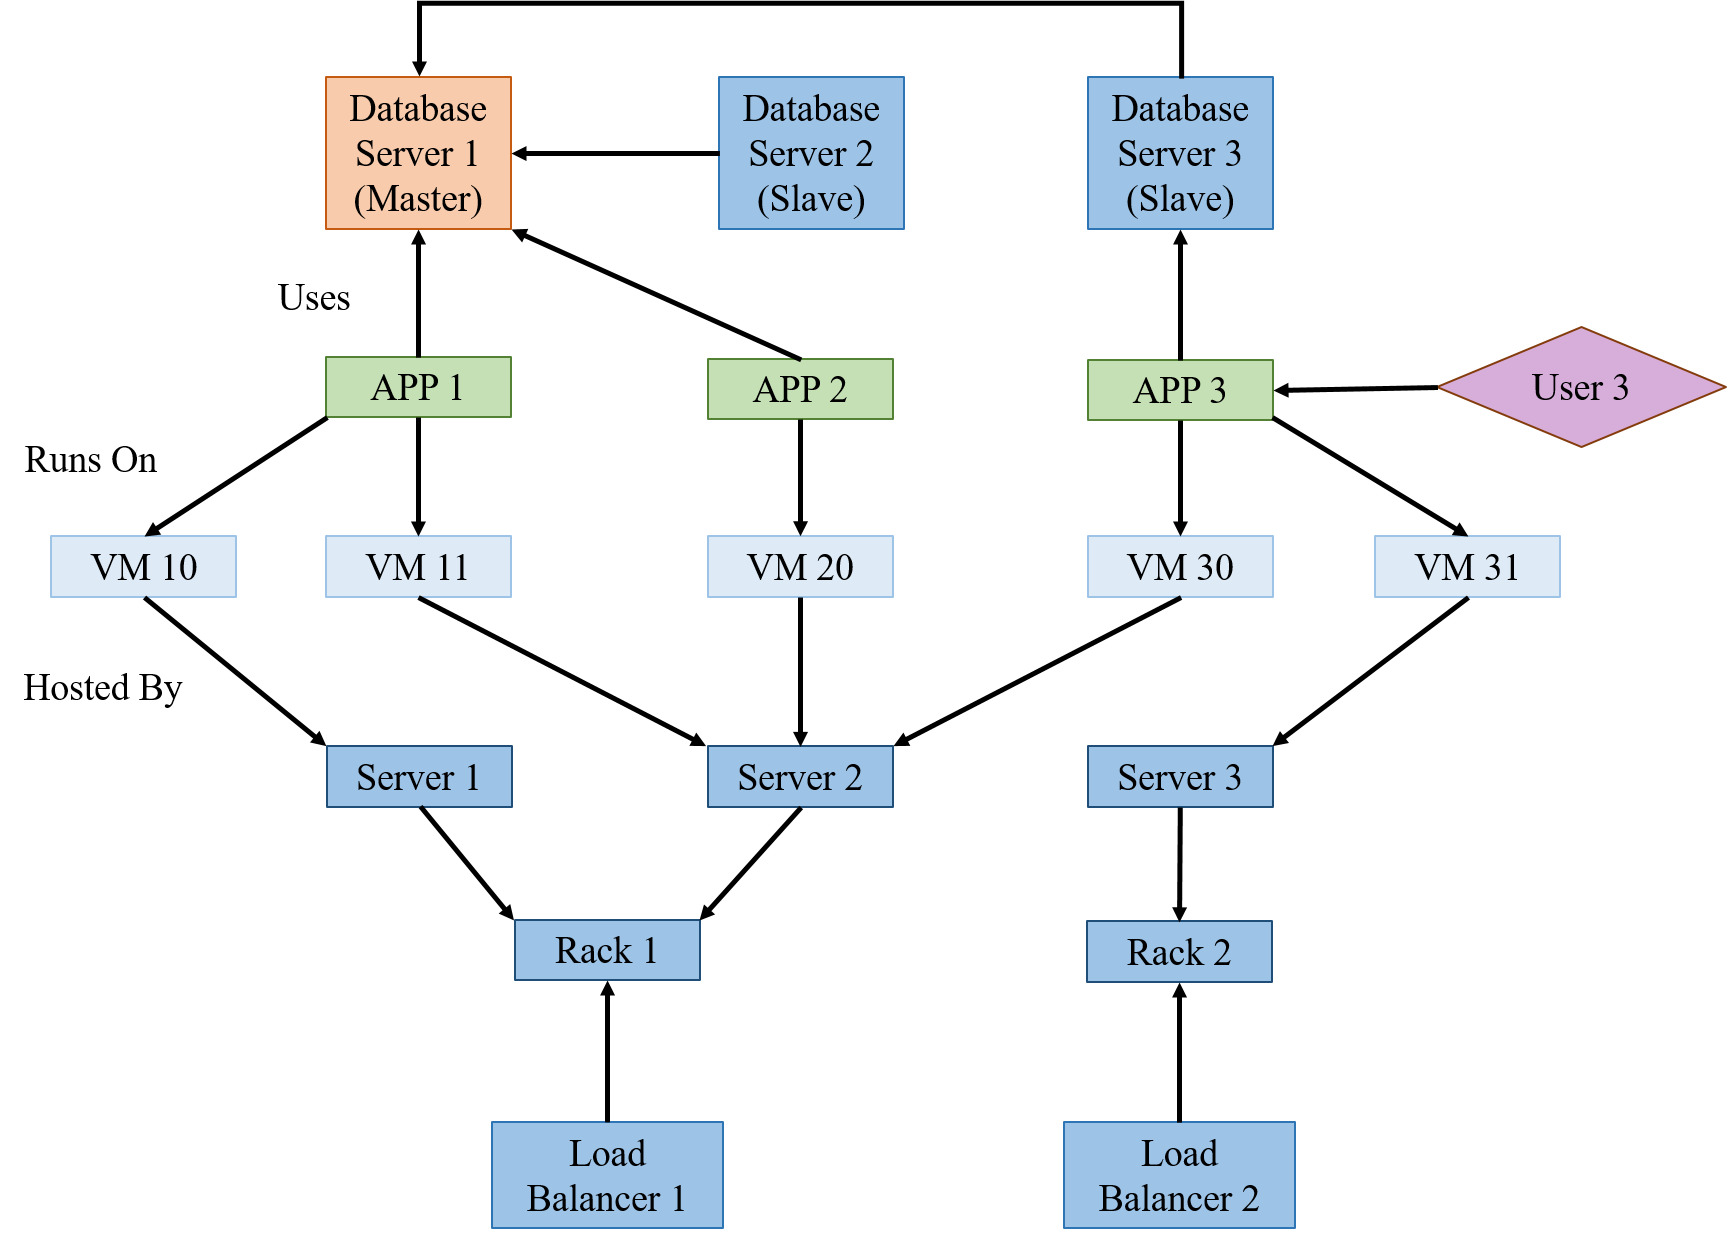 Database
Server 1
(Master)
Database
Server 2
(Slave)
Database
Server 3
(Slave)
Uses
APP 1
APP 2
APP 3
User 3
Runs On
VM 10
VM 11
VM 20
VM 30
VM 31
Hosted By
Server 1
Server 2
Server 3
Rack 1
Rack 2
Load
Balancer 1
Load
Balancer 2